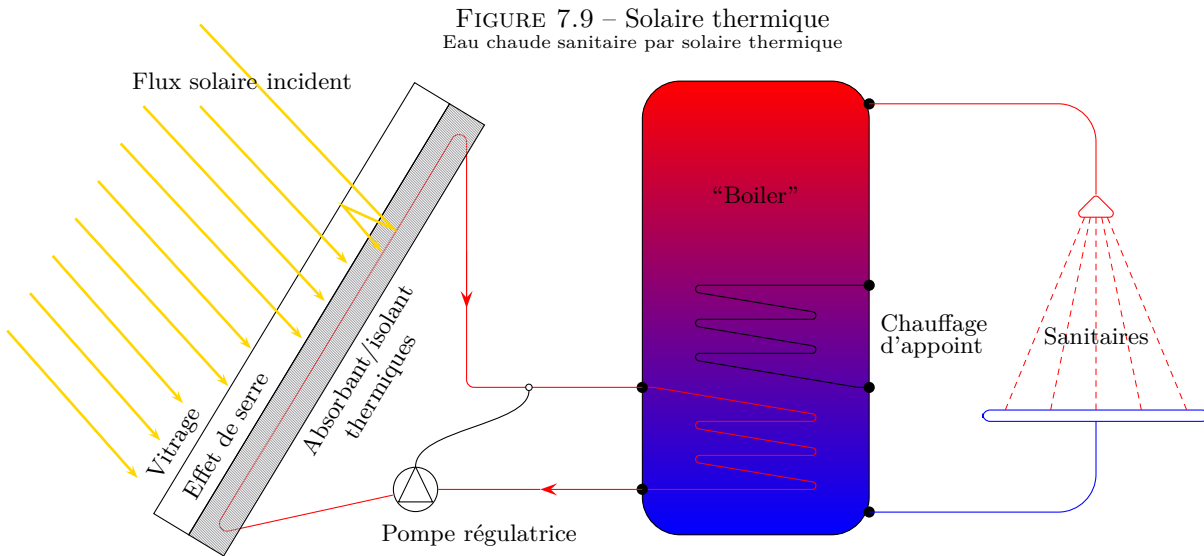 FIGURE 7.9 – Solaire thermique
Eau chaude sanitaire par solaire thermique
Flux solaire incident
Vitrage
Effet de serre
Absorbant/isolant
thermiques
“Boiler”
Chauffage
d’appoint
Sanitaires
Pompe régulatrice